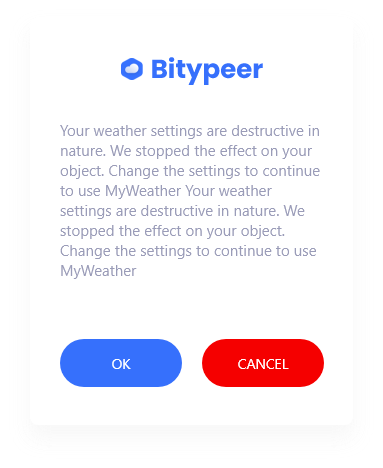 Bitypeer
Your weather settings are destructive in
nature. We stopped the effect on your
object. Change the settings to continue
to use MyWeather Your weather
settings are destructive in nature. We
stopped the effect on your object.
Change the settings to continue to use
MyWeather
OK
CANCEL